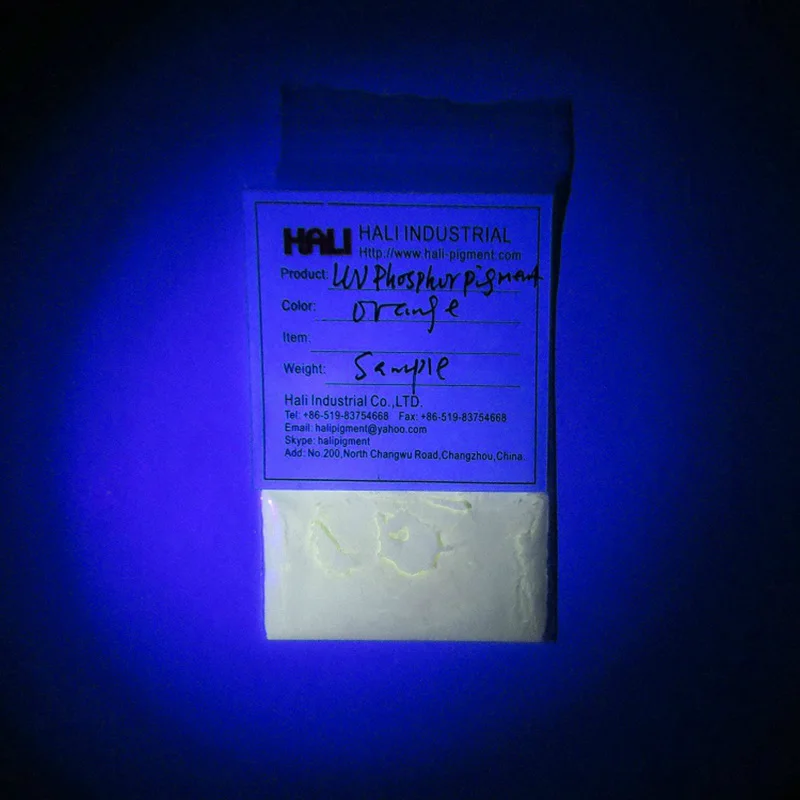 HALI HALI INDUSTRIAL
Http://www.hali-pigment.com
Product: UV Phosphor pigment
Color: orange
Item:
Weight: Sample
Hali Industrial Co.,LTD.
Tel: +86-519-83754668 Fax: +86-519-83754668
Email: halipigment@yahoo.com
Skype: halipigment
Add: No.200,North Changwu Road,Changzhou,China.